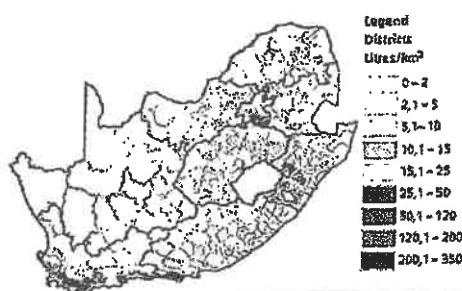 Legend
Districts
Litres/km²
0 – 2
2,1 – 5
5,1 – 10
10,1 – 15
15,1 – 25
25,1 – 50
50,1 – 120
120,1 – 200
200,1 – 350